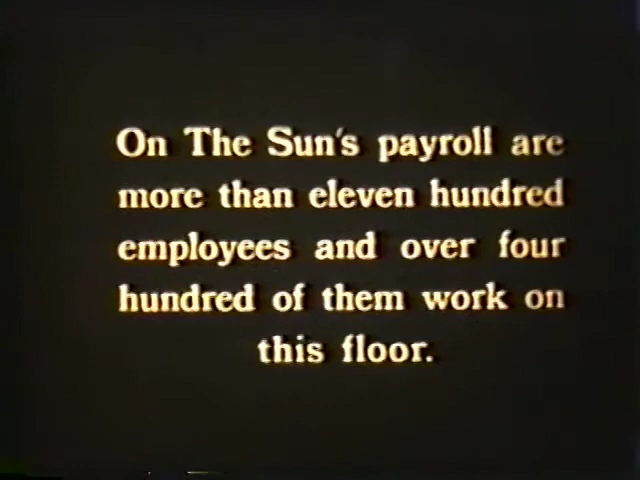 On The Sun's payroll are
more than eleven hundred
employees and over four
hundred of them work on
this floor.